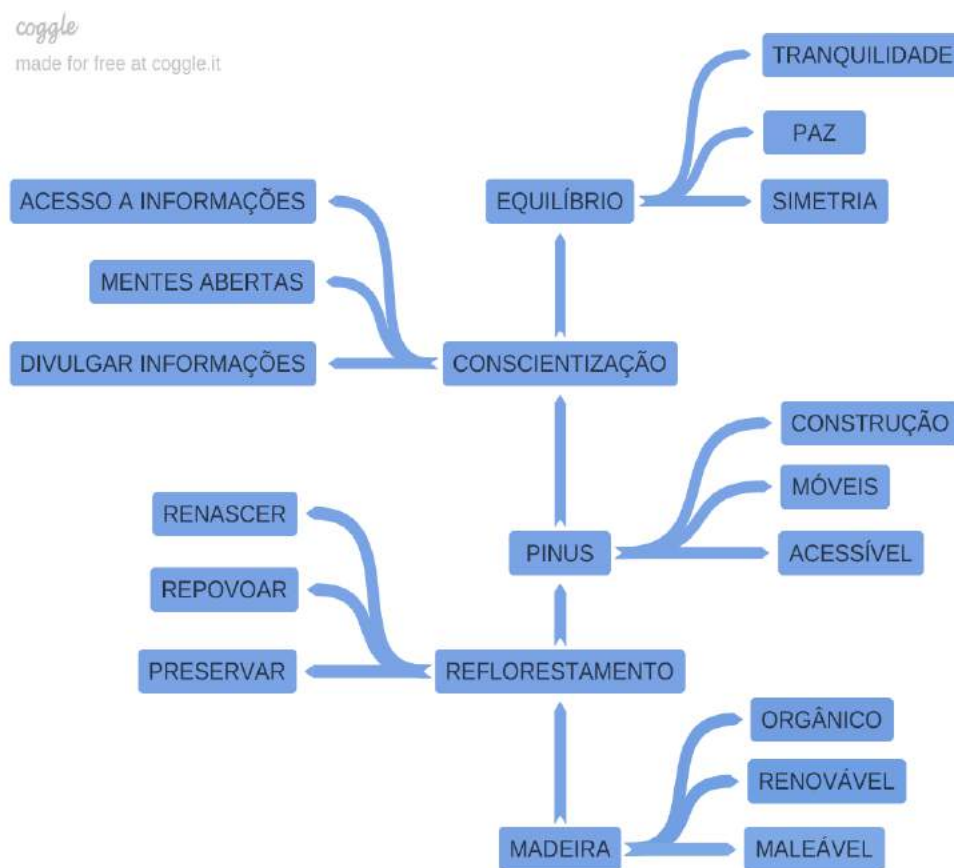 coggle
made for free at coggle.it
TRANQUILIDADE
PAZ
EQUILÍBRIO
SIMETRIA
ACESSO A INFORMAÇÕES
MENTES ABERTAS
DIVULGAR INFORMAÇÕES
CONSCIENTIZAÇÃO
CONSTRUÇÃO
MÓVEIS
PINUS
ACESSÍVEL
RENASCER
REPOVOAR
PRESERVAR
REFLORESTAMENTO
ORGÂNICO
RENOVÁVEL
MADEIRA
MALEÁVEL